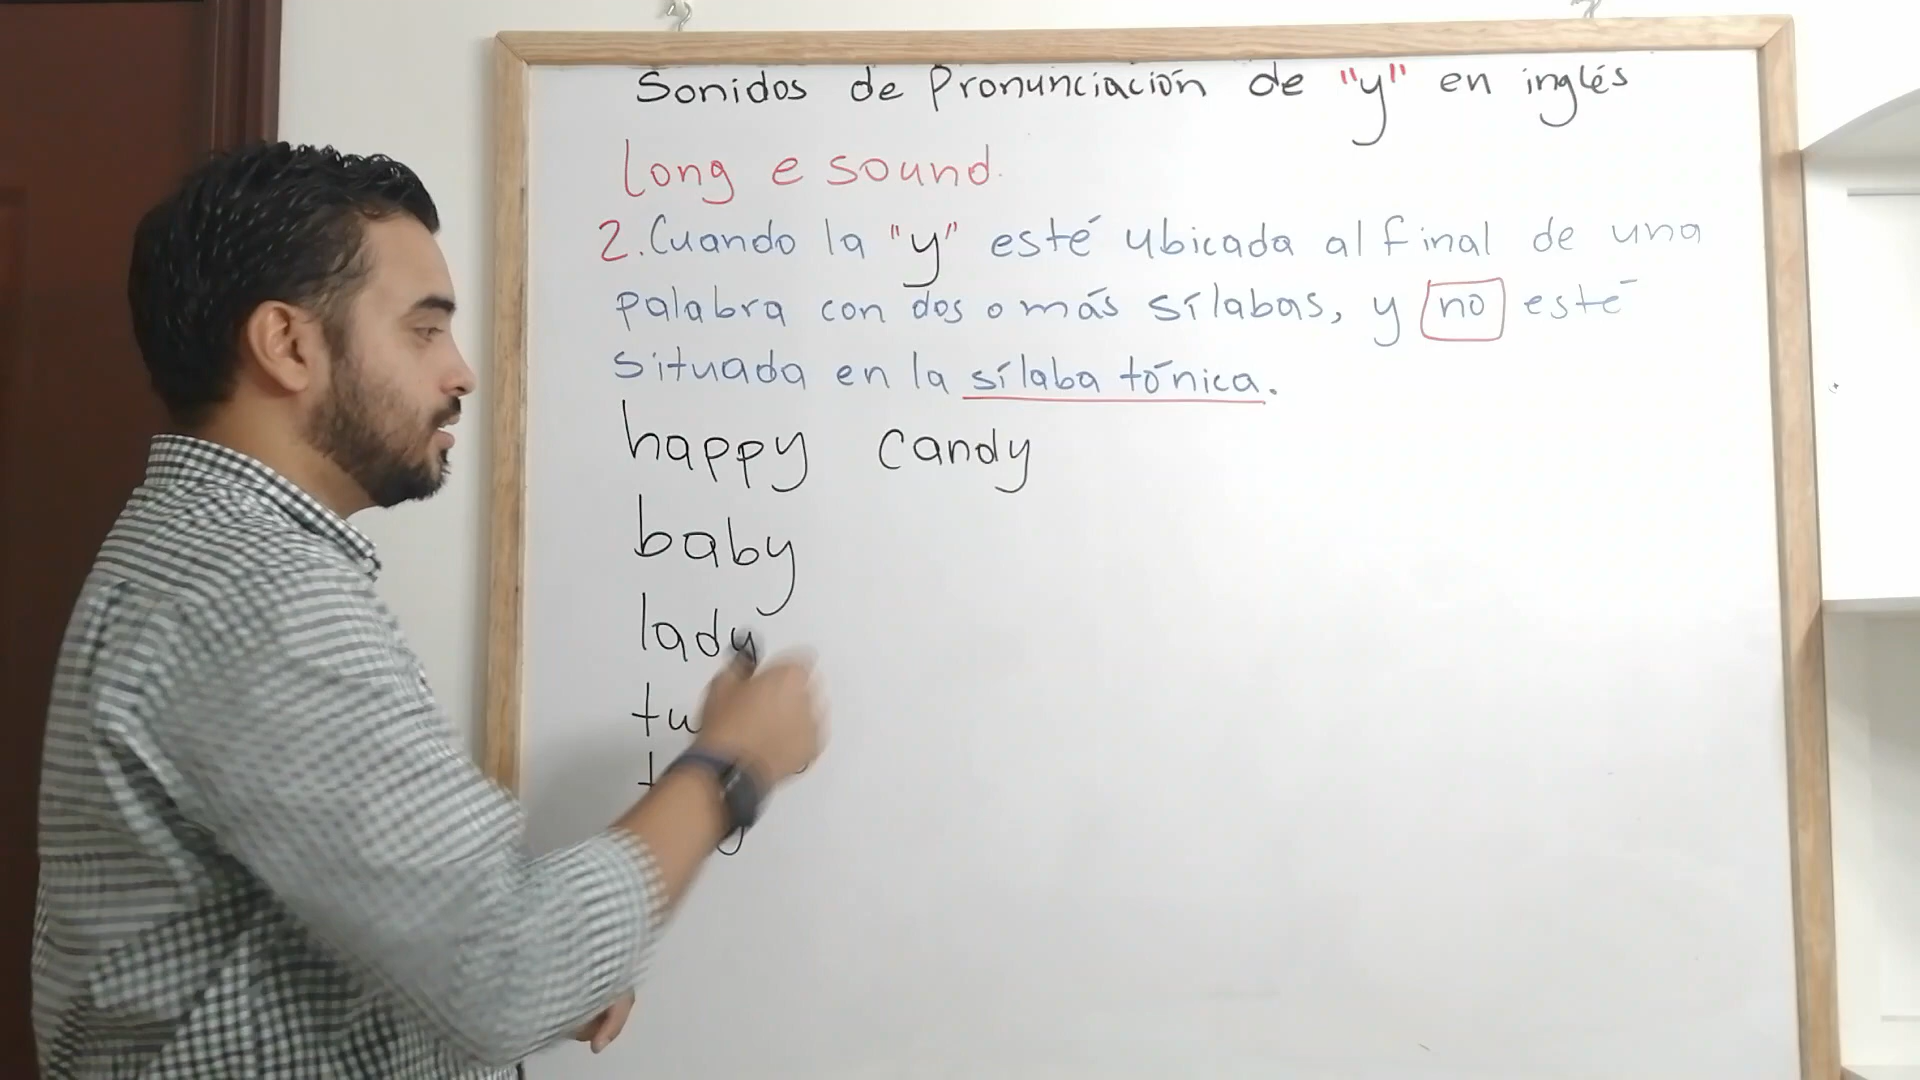 Sonidos de Pronunciación de "y" en inglés
long e sound.
2. Cuando la "y" esté ubicada al final de una
palabra con dos o más sílabas, y no esté
situada en la sílaba tónica.
happy candy
baby
lady